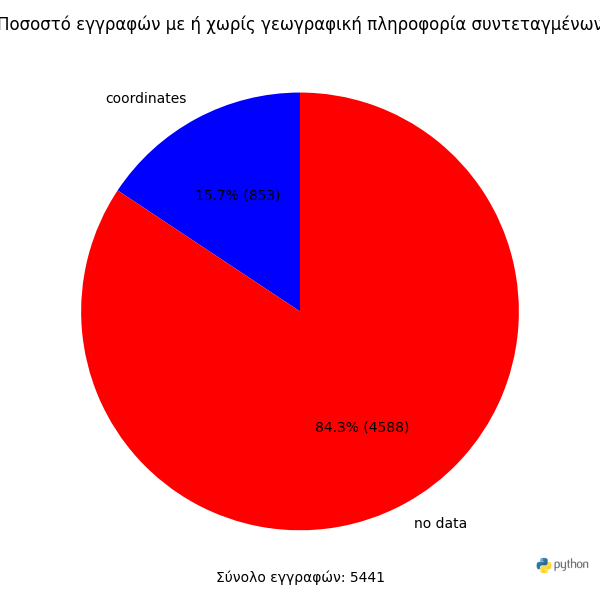 Ποσοστό εγγραφών με ή χωρίς γεωγραφική πληροφορία συντεταγμένων
coordinates
15.7% (853)
84.3% (4588)
no data
python
Σύνολο εγγραφών: 5441